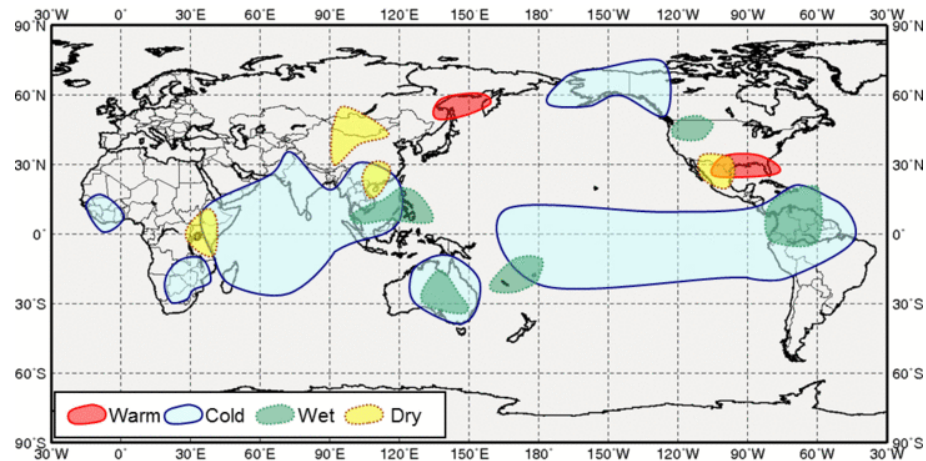 30˚W 0˚ 30˚E 60˚E 90˚E 120˚E 150˚E 180˚ 150˚W 120˚W 90˚W 60˚W 30˚W
90˚N 90˚N
60˚N 60˚N
30˚N 30˚N
0˚ 0˚
30˚S 30˚S
60˚S 60˚S
Warm Cold Wet Dry
90˚S 90˚S
30˚W 0˚ 30˚E 60˚E 90˚E 120˚E 150˚E 180˚ 150˚W 120˚W 90˚W 60˚W 30˚W